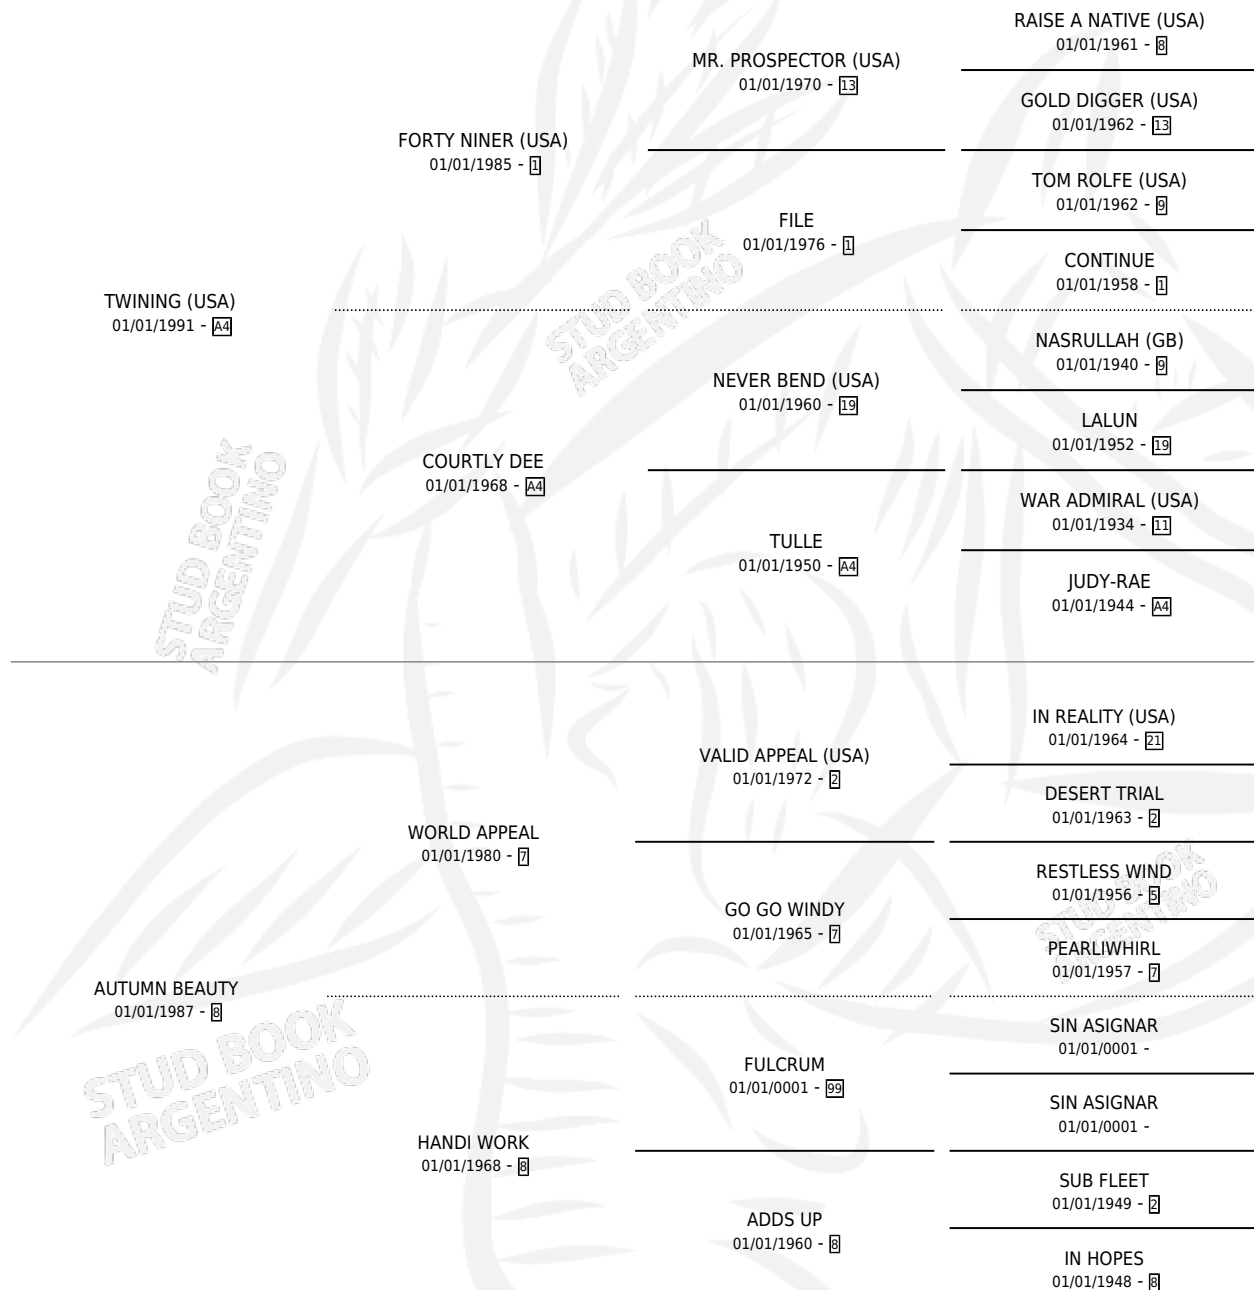 RAISE A NATIVE (USA)
01/01/1961 - 8
MR. PROSPECTOR (USA)
01/01/1970 - 13
GOLD DIGGER (USA)
01/01/1962 - 13
FORTY NINER (USA)
01/01/1985 - 1
TOM ROLFE (USA)
01/01/1962 - 9
FILE
01/01/1976 - 1
CONTINUE
01/01/1958 - 1
TWINING (USA)
01/01/1991 - A4
NASRULLAH (GB)
01/01/1940 - 9
NEVER BEND (USA)
01/01/1960 - 19
LALUN
01/01/1952 - 19
COURTLY DEE
01/01/1968 - A4
WAR ADMIRAL (USA)
01/01/1934 - 11
TULLE
01/01/1950 - A4
JUDY-RAE
01/01/1944 - A4
STUD BOOK
ARGENTINO
STUD BOOK
ARGENTINO
IN REALITY (USA)
01/01/1964 - 21
VALID APPEAL (USA)
01/01/1972 - 2
DESERT TRIAL
01/01/1963 - 2
WORLD APPEAL
01/01/1980 - 7
RESTLESS WIND
01/01/1956 - 5
GO GO WINDY
01/01/1965 - 7
PEARLIWHIRL
01/01/1957 - 7
STUD BOOK
ARGENTINO
AUTUMN BEAUTY
01/01/1987 - 8
SIN ASIGNAR
01/01/0001 -
FULCRUM
01/01/0001 - 99
SIN ASIGNAR
01/01/0001 -
STUD BOOK
ARGENTINO
HANDI WORK
01/01/1968 - 8
SUB FLEET
01/01/1949 - 2
ADDS UP
01/01/1960 - 8
IN HOPES
01/01/1948 - 8